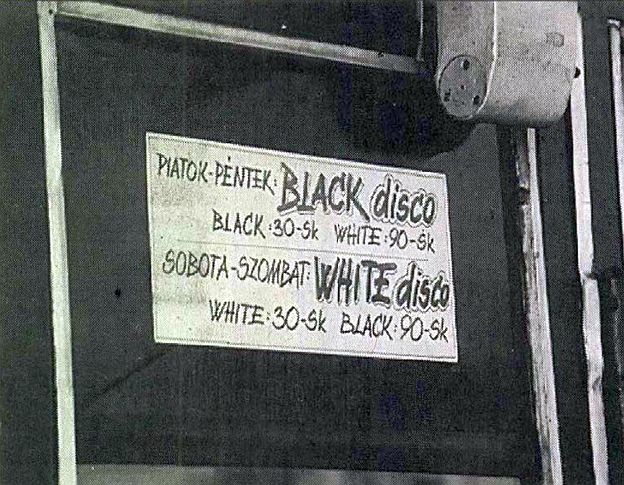 PIATOK-PÉNTEK: BLACK disco
BLACK: 30-Sk WHITE: 90-Sk
SOBOTA-SZOMBAT: WHITE disco
WHITE: 30-Sk BLACK: 90-Sk